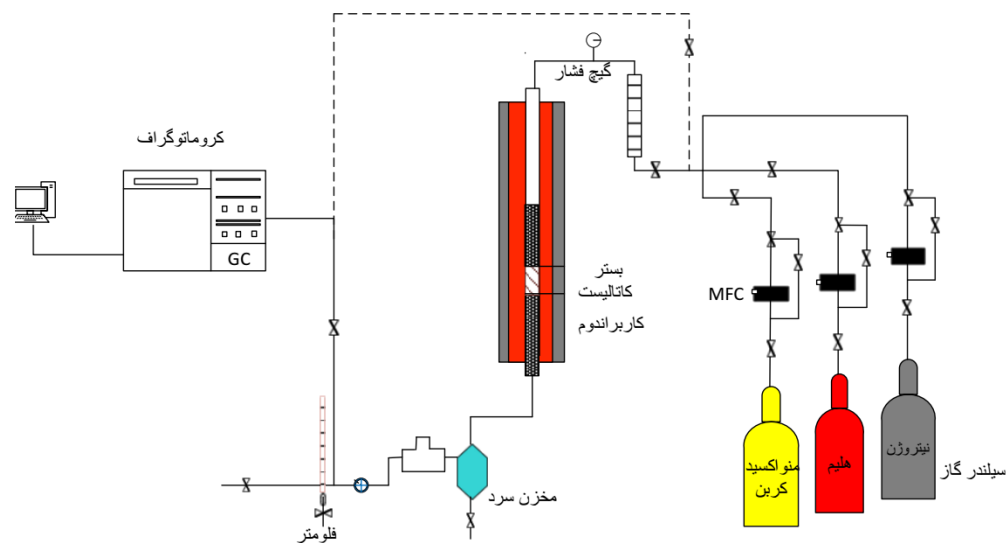 گیج فشار
کروماتوگراف
GC
بستر
کاتالیست
کاربراندوم
MFC
نیتروژن
هلیم
منواکسید
کربن
سیلندر گاز
مخزن سرد
فلومتر